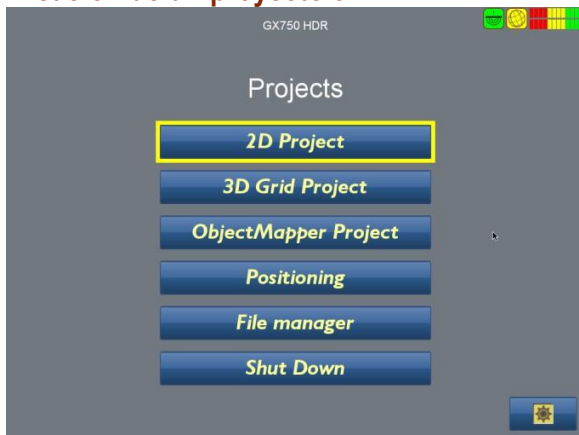 GX750 HDR
Projects
2D Project
3D Grid Project
ObjectMapper Project
Positioning
File manager
Shut Down